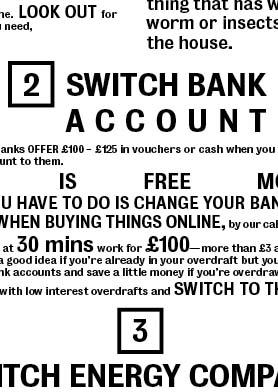 ne. LOOK OUT for
u need,
thing that has w
worm or insects
the house.
2 SWITCH BANK
ACCOUNT
anks OFFER £100 – £125 in vouchers or cash when you
unt to them.
IS FREE MO
U HAVE TO DO IS CHANGE YOUR BAN
WHEN BUYING THINGS ONLINE, by our cal
at 30 mins work for £100—more than £3 a
a good idea if you're already in your overdraft but you
nk accounts and save a little money if you're overdraw
with low interest overdrafts and SWITCH TO TH
3
ITCH ENERGY COMPA